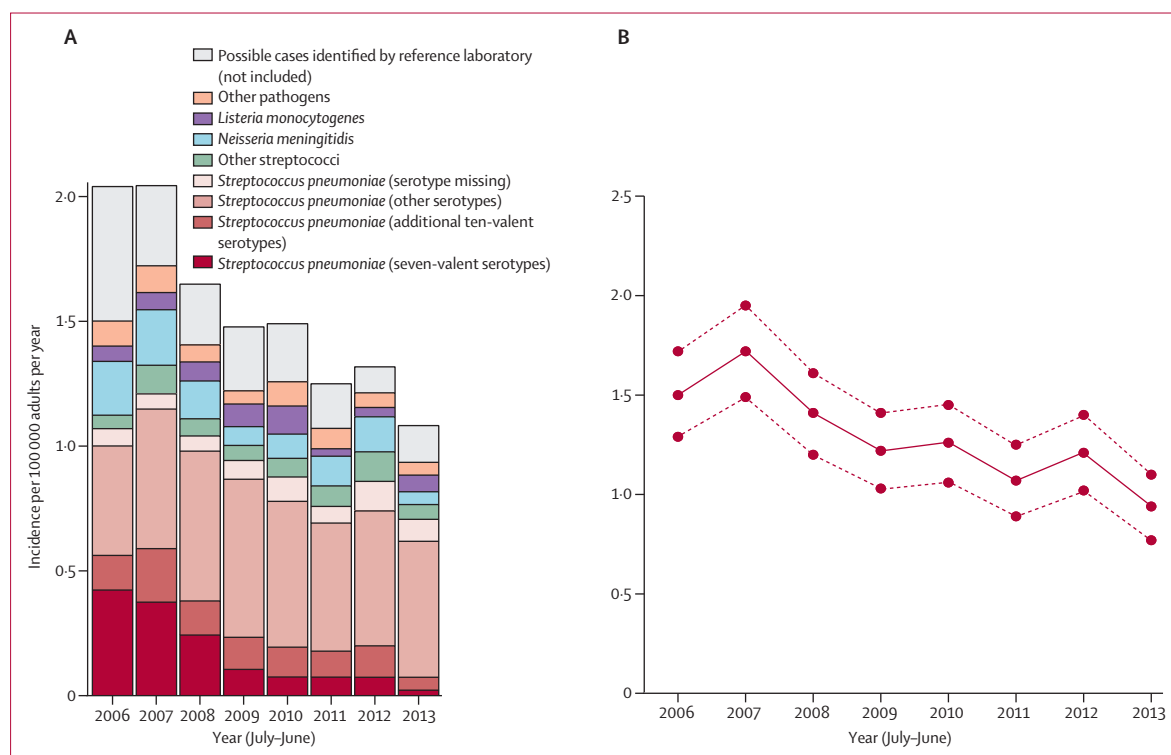 A
Possible cases identified by reference laboratory
(not included)
Other pathogens
Listeria monocytogenes
Neisseria meningitidis
Other streptococci
Streptococcus pneumoniae (serotype missing)
Streptococcus pneumoniae (other serotypes)
Streptococcus pneumoniae (additional ten-valent
serotypes)
Streptococcus pneumoniae (seven-valent serotypes)
Incidence per 100 000 adults per year
2·0
1·5
1·0
0·5
0
2006 2007 2008 2009 2010 2011 2012 2013
Year (July–June)
B
2·5
2·0
1·5
1·0
0·5
0
2006 2007 2008 2009 2010 2011 2012 2013
Year (July–June)